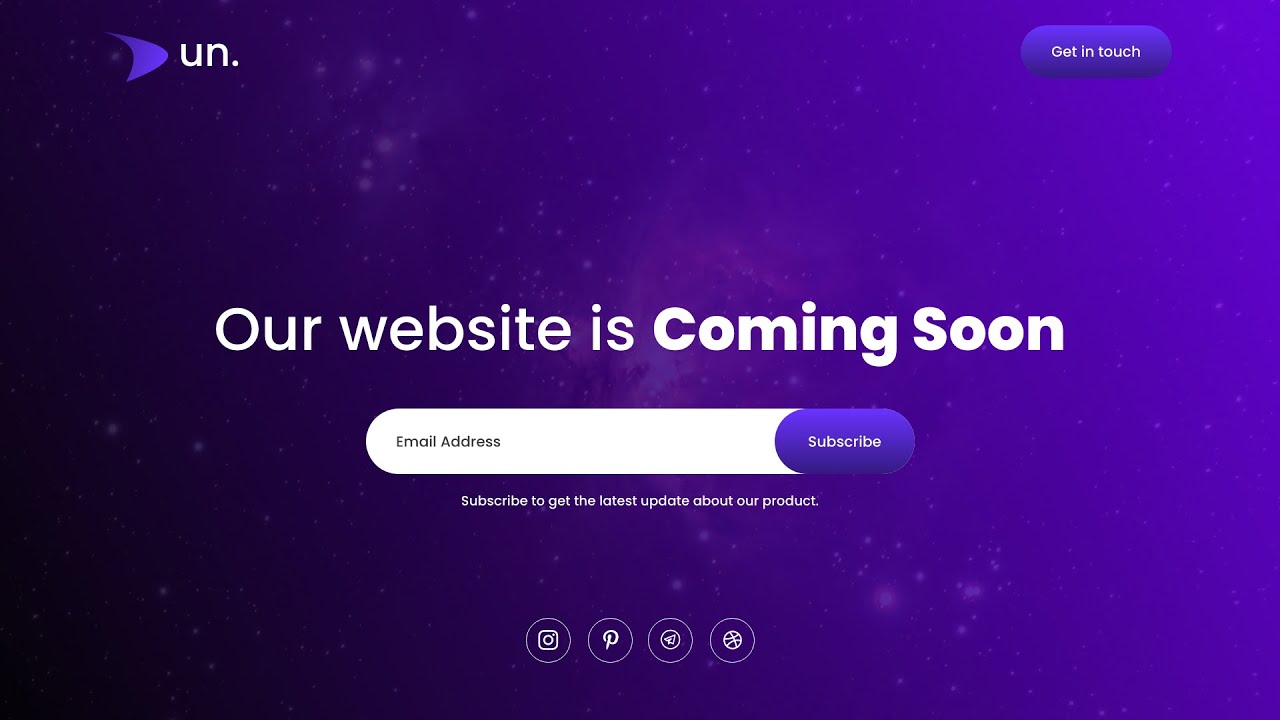 un.
Get in touch
Our website is Coming Soon
Email Address
Subscribe
Subscribe to get the latest update about our product.